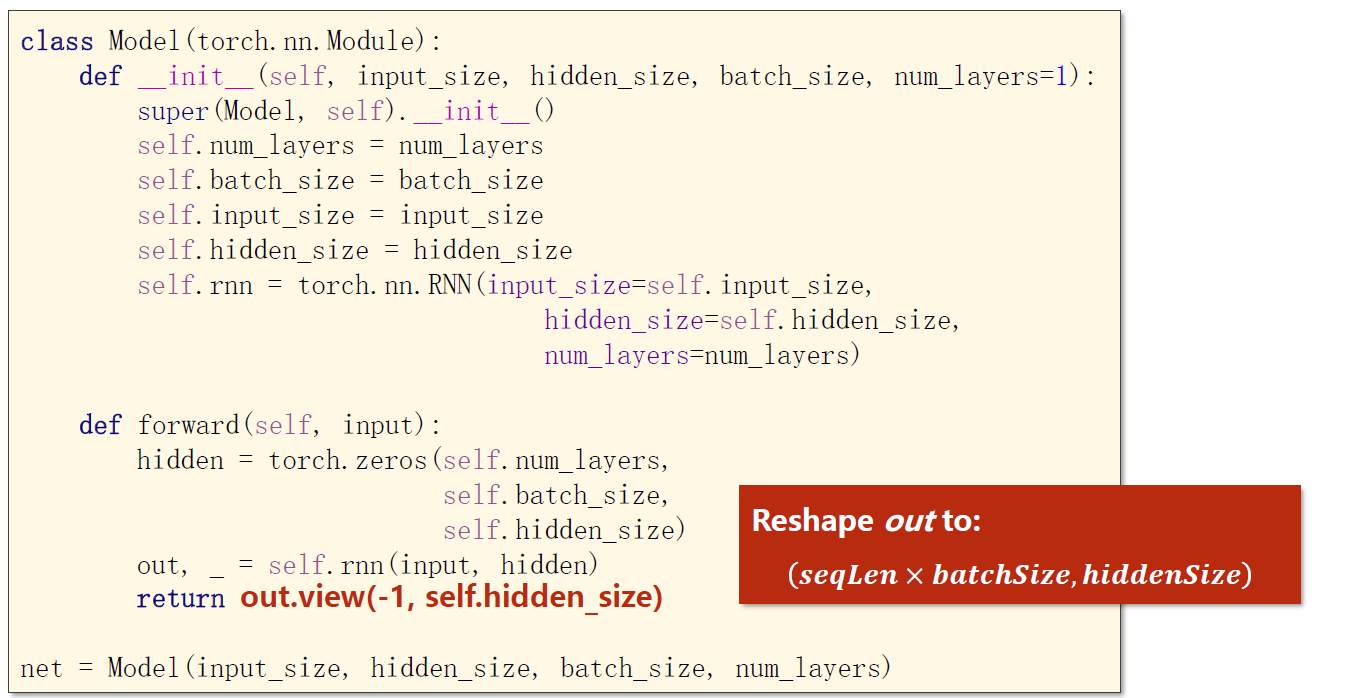 class Model(torch.nn.Module):
    def __init__(self, input_size, hidden_size, batch_size, num_layers=1):
        super(Model, self).__init__()
        self.num_layers = num_layers
        self.batch_size = batch_size
        self.input_size = input_size
        self.hidden_size = hidden_size
        self.rnn = torch.nn.RNN(input_size=self.input_size,
                                hidden_size=self.hidden_size,
                                num_layers=num_layers)
    def forward(self, input):
        hidden = torch.zeros(self.num_layers,
                             self.batch_size,
                             self.hidden_size)
        out, _ = self.rnn(input, hidden)
        return out.view(-1, self.hidden_size)
Reshape out to:
(seqLen × batchSize, hiddenSize)
net = Model(input_size, hidden_size, batch_size, num_layers)